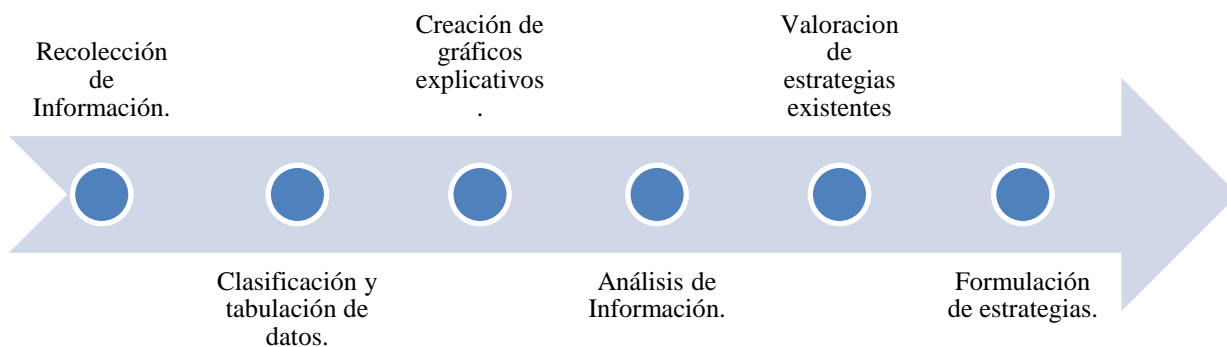 Recolección
de
Información.
Clasificación y
tabulación de
datos.
Creación de
gráficos
explicativos
.
Análisis de
Información.
Valoracion
de
estrategias
existentes
Formulación
de estrategias.